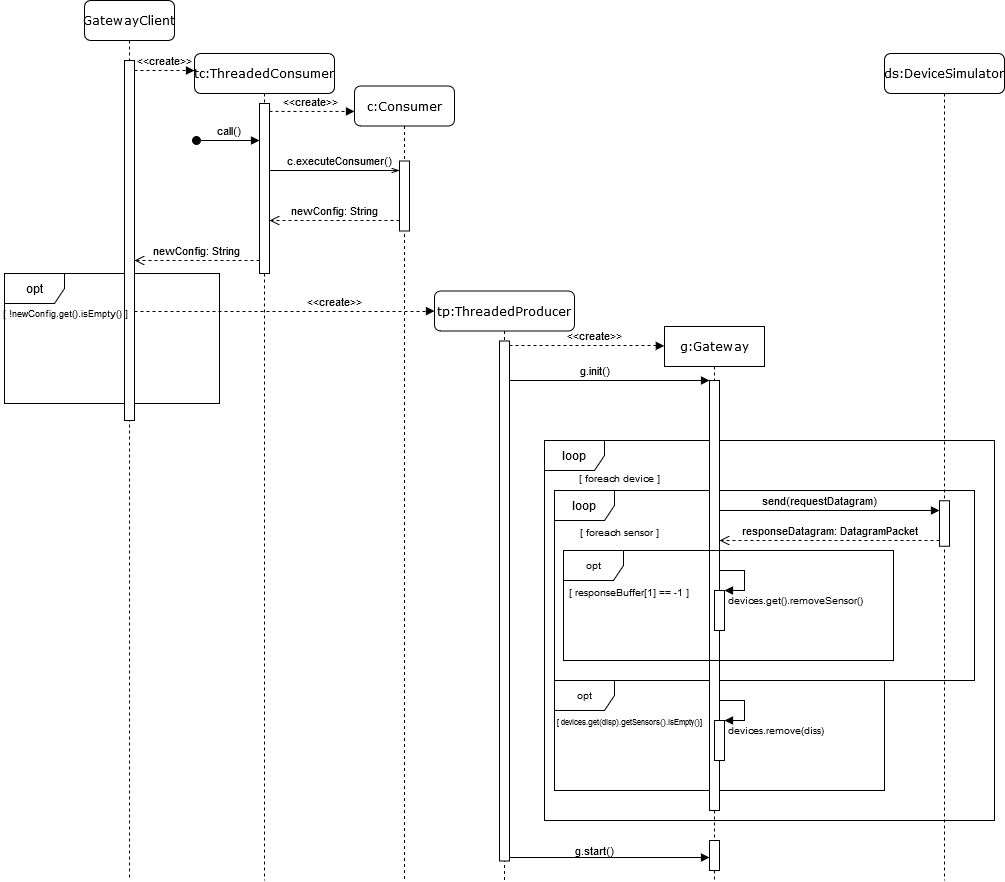 GatewayClient
<<create>>
tc:ThreadedConsumer
ds:DeviceSimulator
<<create>>
c:Consumer
call()
c.executeConsumer()
newConfig: String
newConfig: String
opt
[ !newConfig.get().isEmpty() ]
<<create>>
tp:ThreadedProducer
<<create>>
g:Gateway
g.init()
loop
[ foreach device ]
loop
send(requestDatagram)
[ foreach sensor ]
responseDatagram: DatagramPacket
opt
[ responseBuffer[1] == -1 ]
devices.get().removeSensor()
opt
[ devices.get(disp).getSensors().isEmpty()]
devices.remove(diss)
g.start()